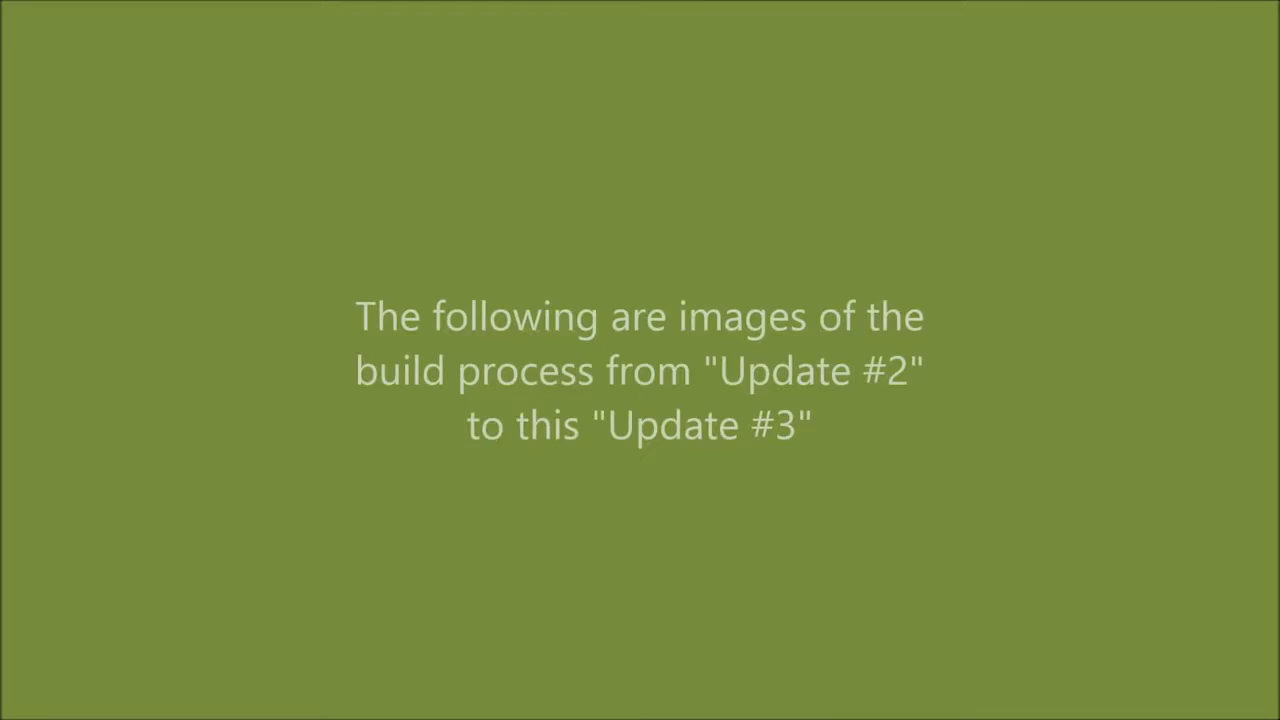 The following are images of the
build process from "Update #2"
to this "Update #3"